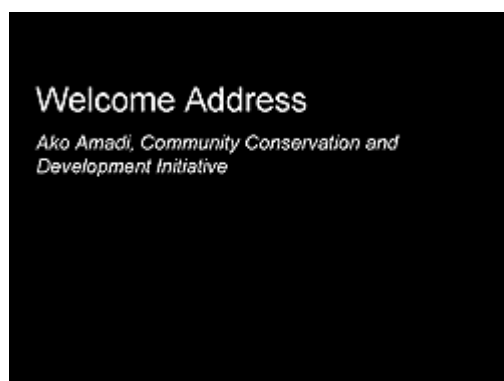 Welcome Address
Ako Amadi, Community Conservation and
Development Initiative